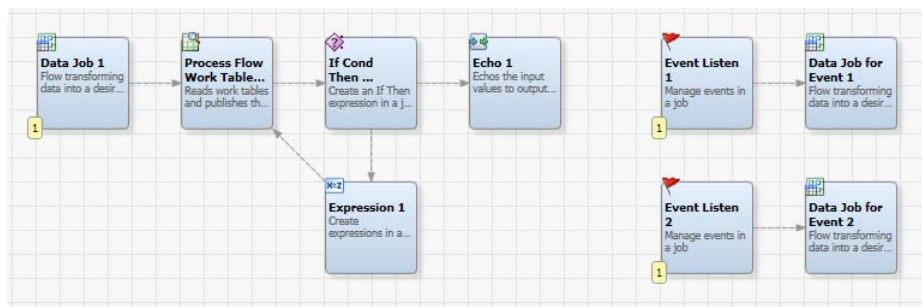 Data Job 1
Flow transforming
data into a desir...
1
Process Flow
Work Table...
Reads work tables
and publishes th...
If Cond
Then ...
Create an If Then
expression in a j...
Echo 1
Echos the input
values to output...
Event Listen
1
Manage events in
a job
1
Data Job for
Event 1
Flow transforming
data into a desir...
x=z
Expression 1
Create
expressions in a...
Event Listen
2
Manage events in
a job
1
Data Job for
Event 2
Flow transforming
data into a desir...